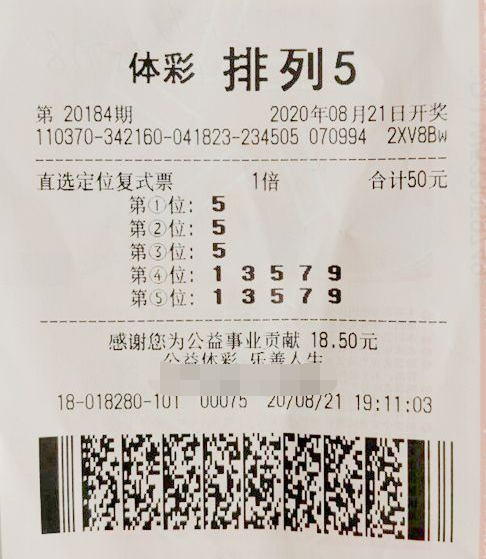 体彩 排列5
第 20184期 2020年08月21日开奖
110370-342160-041823-234505 070994 2XV8Bw
直选定位复式票 1倍 合计50元
第①位: 5
第②位: 5
第③位: 5
第④位: 1 3 5 7 9
第⑤位: 1 3 5 7 9
感谢您为公益事业贡献 18.50元
公益体彩 乐善人生
18-018280-101 00075 20/08/21 19:11:03